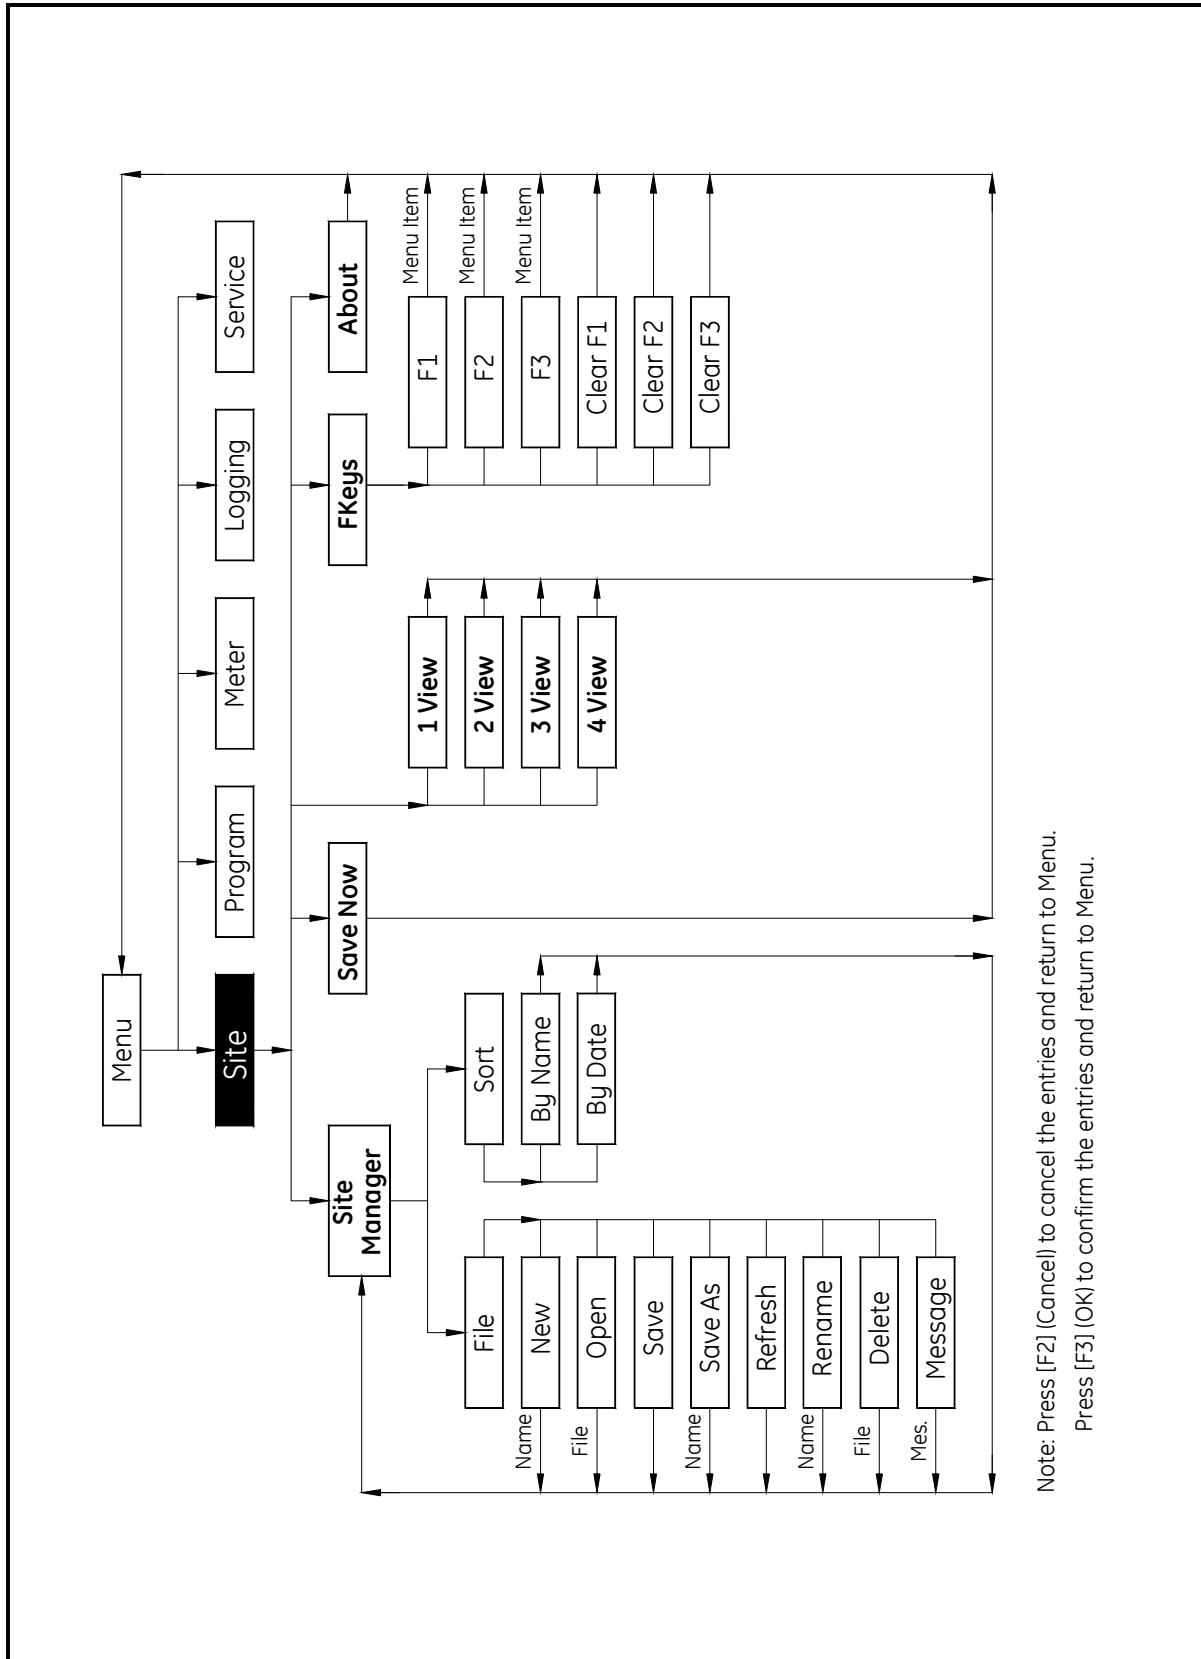 Menu
Site
Program
Meter
Logging
Service
Site
Manager
Save Now
FKeys
About
1 View
2 View
3 View
4 View
F1
Menu Item
F2
Menu Item
F3
Menu Item
Clear F1
Clear F2
Clear F3
File
New
Name
Open
File
Save
Save As
Name
Refresh
Rename
Name
Delete
File
Message
Mes.
Sort
By Name
By Date
Note: Press [F2] (Cancel) to cancel the entries and return to Menu.
Press [F3] (OK) to confirm the entries and return to Menu.